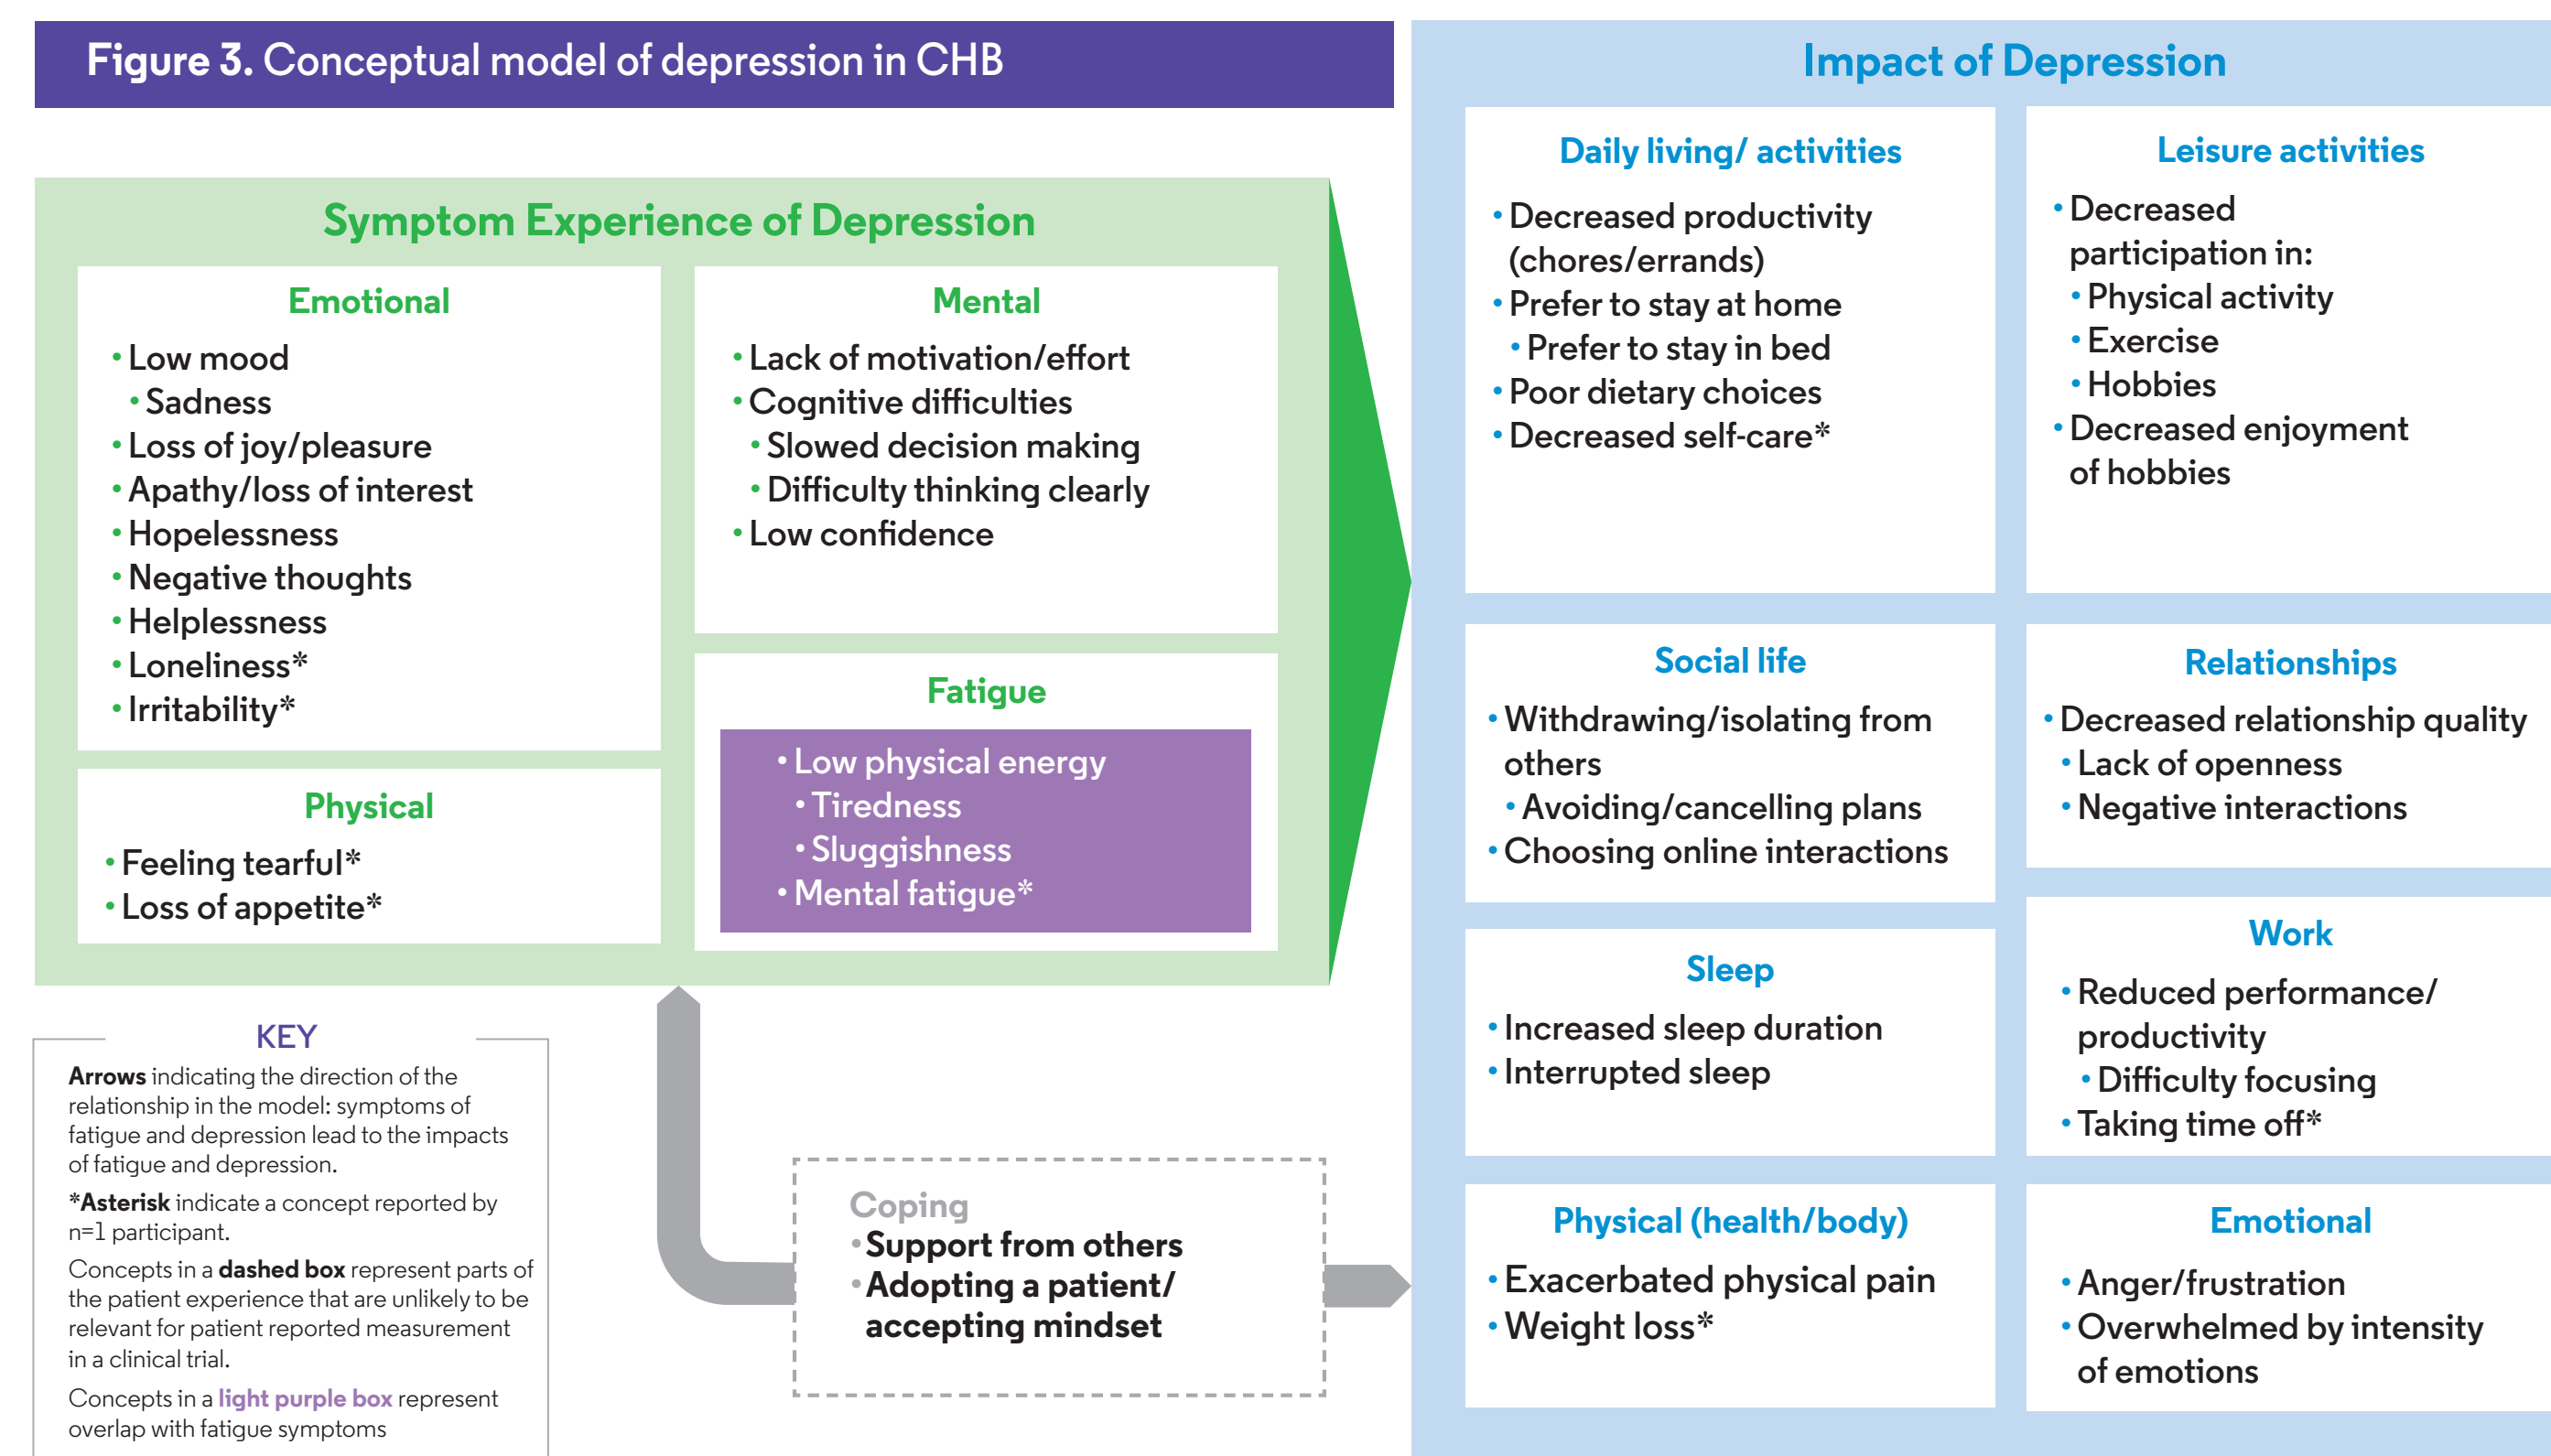 Figure 3. Conceptual model of depression in CHB
Symptom Experience of Depression
Emotional
• Low mood
• Sadness
• Loss of joy/pleasure
• Apathy/loss of interest
• Hopelessness
• Negative thoughts
• Helplessness
• Loneliness*
• Irritability*
Physical
• Feeling tearful*
• Loss of appetite*
Mental
• Lack of motivation/effort
• Cognitive difficulties
• Slowed decision making
• Difficulty thinking clearly
• Low confidence
Fatigue
• Low physical energy
• Tiredness
• Sluggishness
• Mental fatigue*
KEY
Arrows indicating the direction of the
relationship in the model: symptoms of
fatigue and depression lead to the impacts
of fatigue and depression.
*Asterisk indicate a concept reported by
n=1 participant.
Concepts in a dashed box represent parts of
the patient experience that are unlikely to be
relevant for patient reported measurement
in a clinical trial.
Concepts in a light purple box represent
overlap with fatigue symptoms
Coping
• Support from others
• Adopting a patient/
accepting mindset
Impact of Depression
Daily living/ activities
• Decreased productivity
(chores/errands)
• Prefer to stay at home
• Prefer to stay in bed
• Poor dietary choices
• Decreased self-care*
Leisure activities
• Decreased
participation in:
• Physical activity
• Exercise
• Hobbies
• Decreased enjoyment
of hobbies
Social life
• Withdrawing/isolating from
others
• Avoiding/cancelling plans
• Choosing online interactions
Relationships
• Decreased relationship quality
• Lack of openness
• Negative interactions
Sleep
• Increased sleep duration
• Interrupted sleep
Work
• Reduced performance/
productivity
• Difficulty focusing
• Taking time off*
Physical (health/body)
• Exacerbated physical pain
• Weight loss*
Emotional
• Anger/frustration
• Overwhelmed by intensity
of emotions